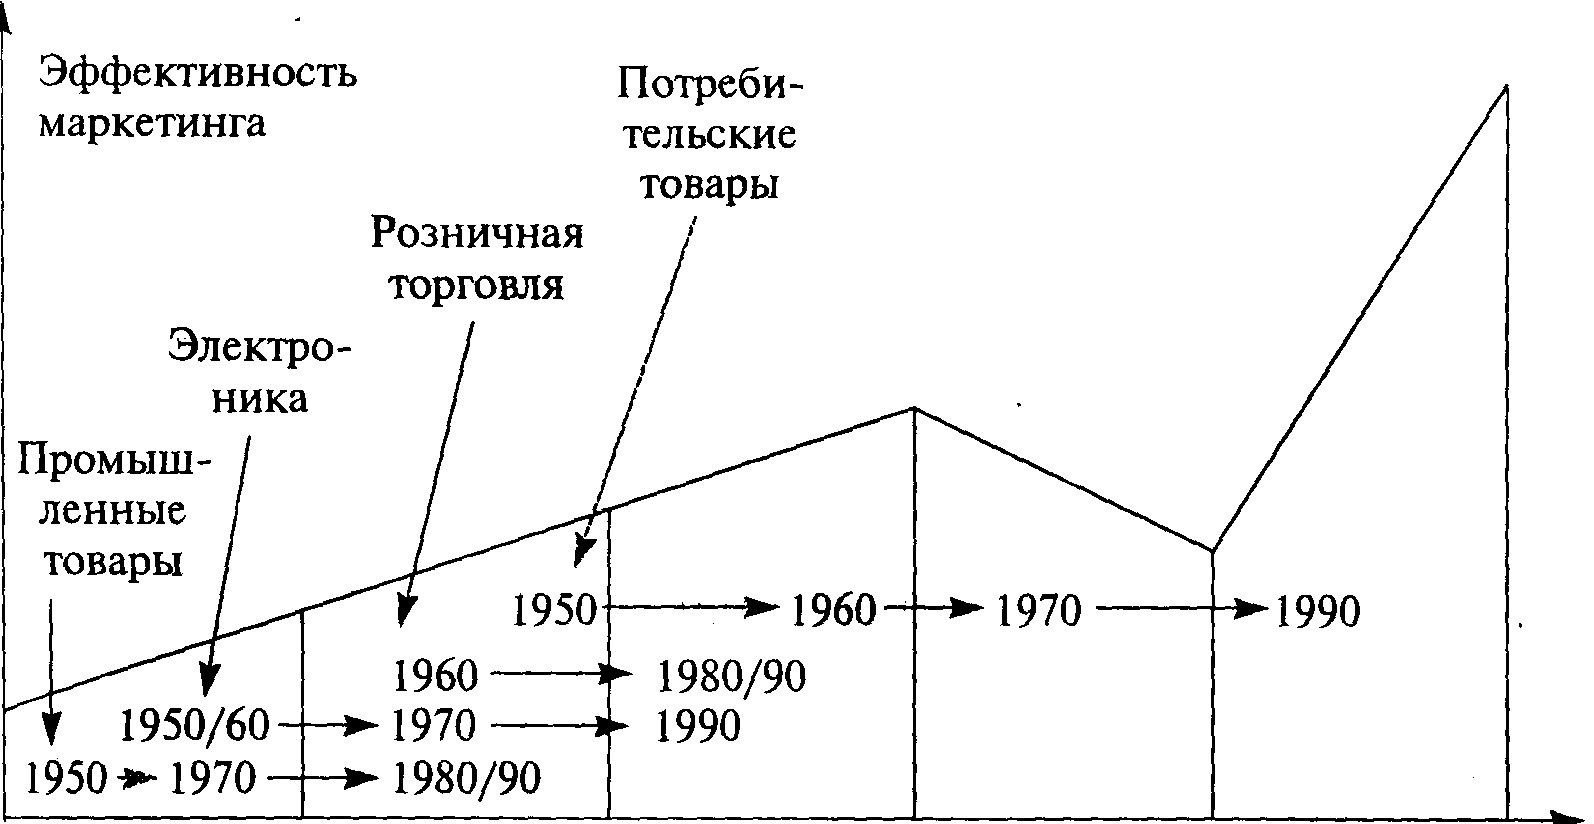 Эффективность
маркетинга
Потреби-
тельские
товары
Розничная
торговля
Электро-
ника
Промыш-
ленные
товары
1950 1960 1970 1990
1960 1980/90
1950/60 1970 1990
1950 1970 1980/90